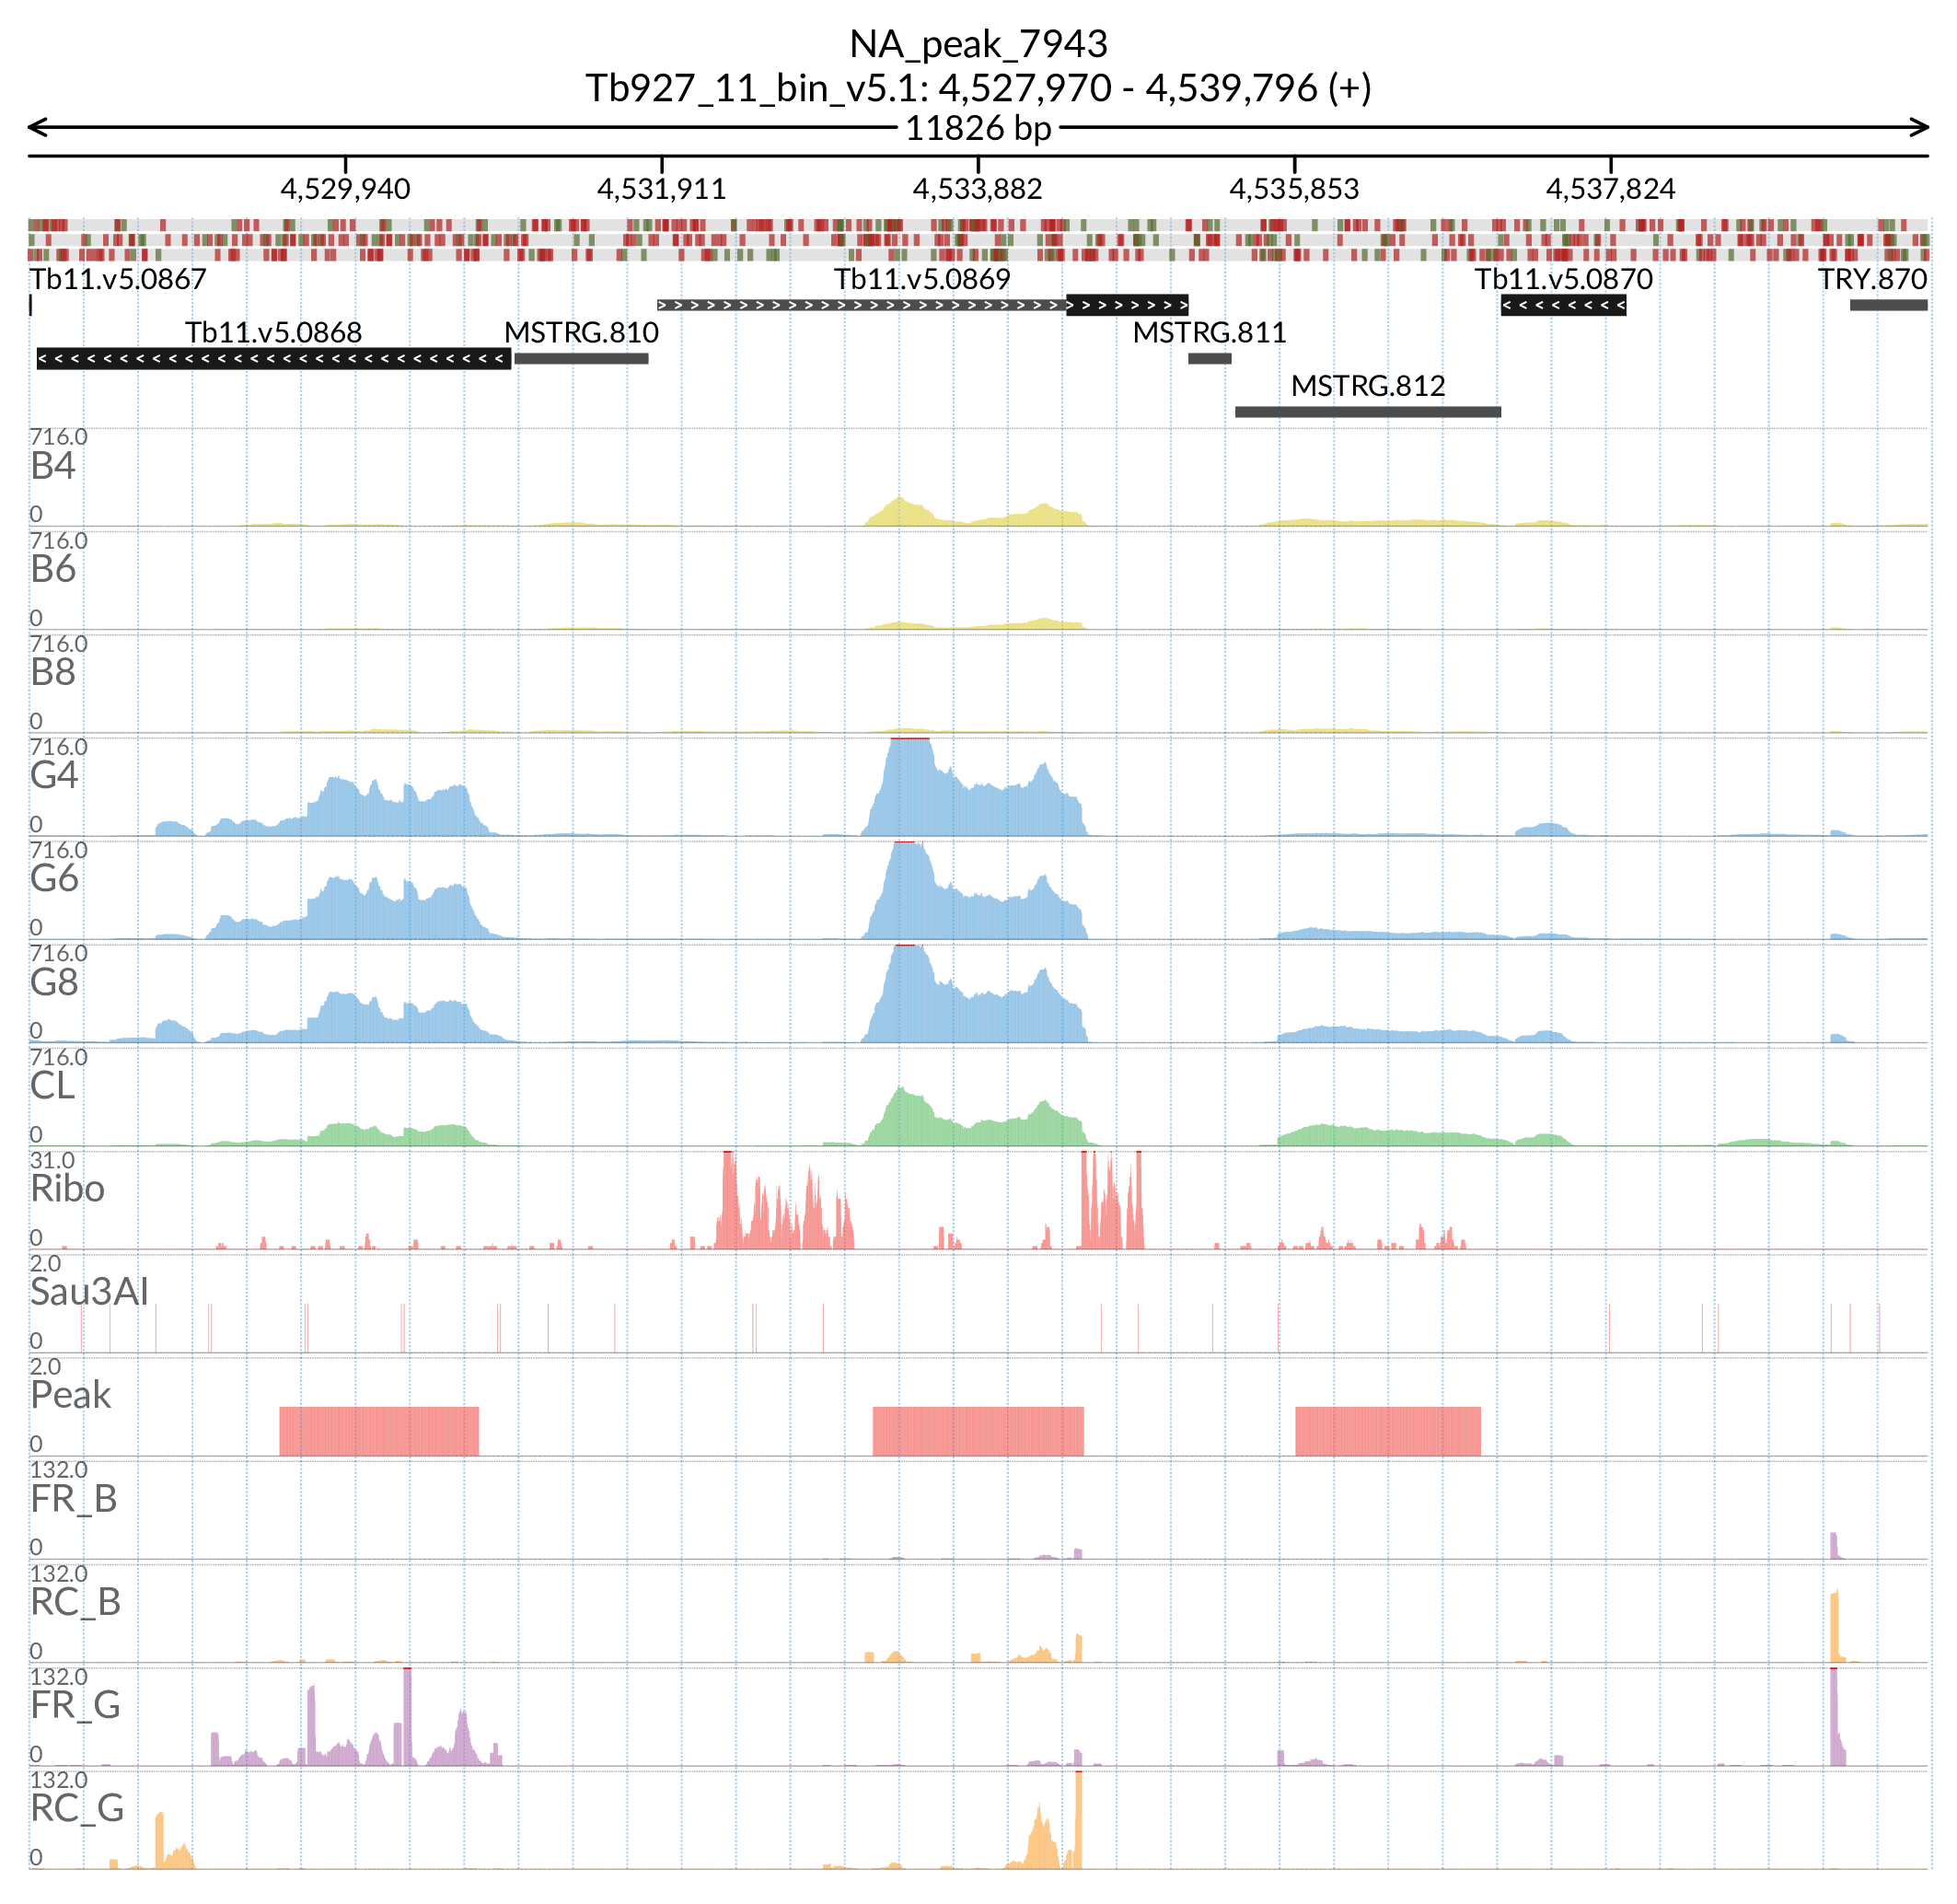 NA_peak_7943
Tb927_11_bin_v5.1: 4,527,970 - 4,539,796 (+)
11826 bp
4,529,940 4,531,911 4,533,882 4,535,853 4,537,824
Tb11.v5.0867 Tb11.v5.0869 Tb11.v5.0870 TRY.870
Tb11.v5.0868 MSTRG.810 MSTRG.811
MSTRG.812
716.0
B4
0
716.0
B6
0
716.0
B8
0
716.0
G4
0
716.0
G6
0
716.0
G8
0
716.0
CL
0
31.0
Ribo
0
2.0
Sau3AI
0
2.0
Peak
0
132.0
FR_B
0
132.0
RC_B
0
132.0
FR_G
0
132.0
RC_G
0